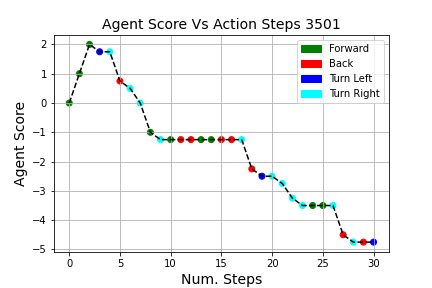 Agent Score Vs Action Steps 3501
Forward
Back
Turn Left
Turn Right
Agent Score
2
1
0
−1
−2
−3
−4
−5
0 5 10 15 20 25 30
Num. Steps